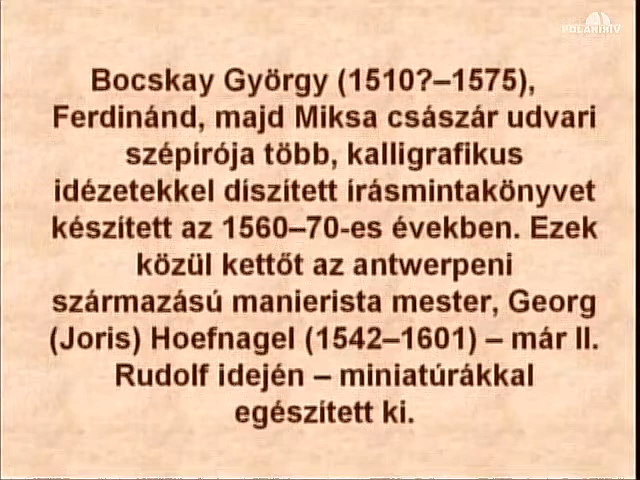 POLARIXIV
Bocskay György (1510?–1575),
Ferdinánd, majd Miksa császár udvari
szépírója több, kalligrafikus
idézetekkel díszített írásmintakönyvet
készített az 1560–70-es években. Ezek
közül kettőt az antwerpeni
származású manierista mester, Georg
(Joris) Hoefnagel (1542–1601) – már II.
Rudolf idején – miniatúrákkal
egészített ki.